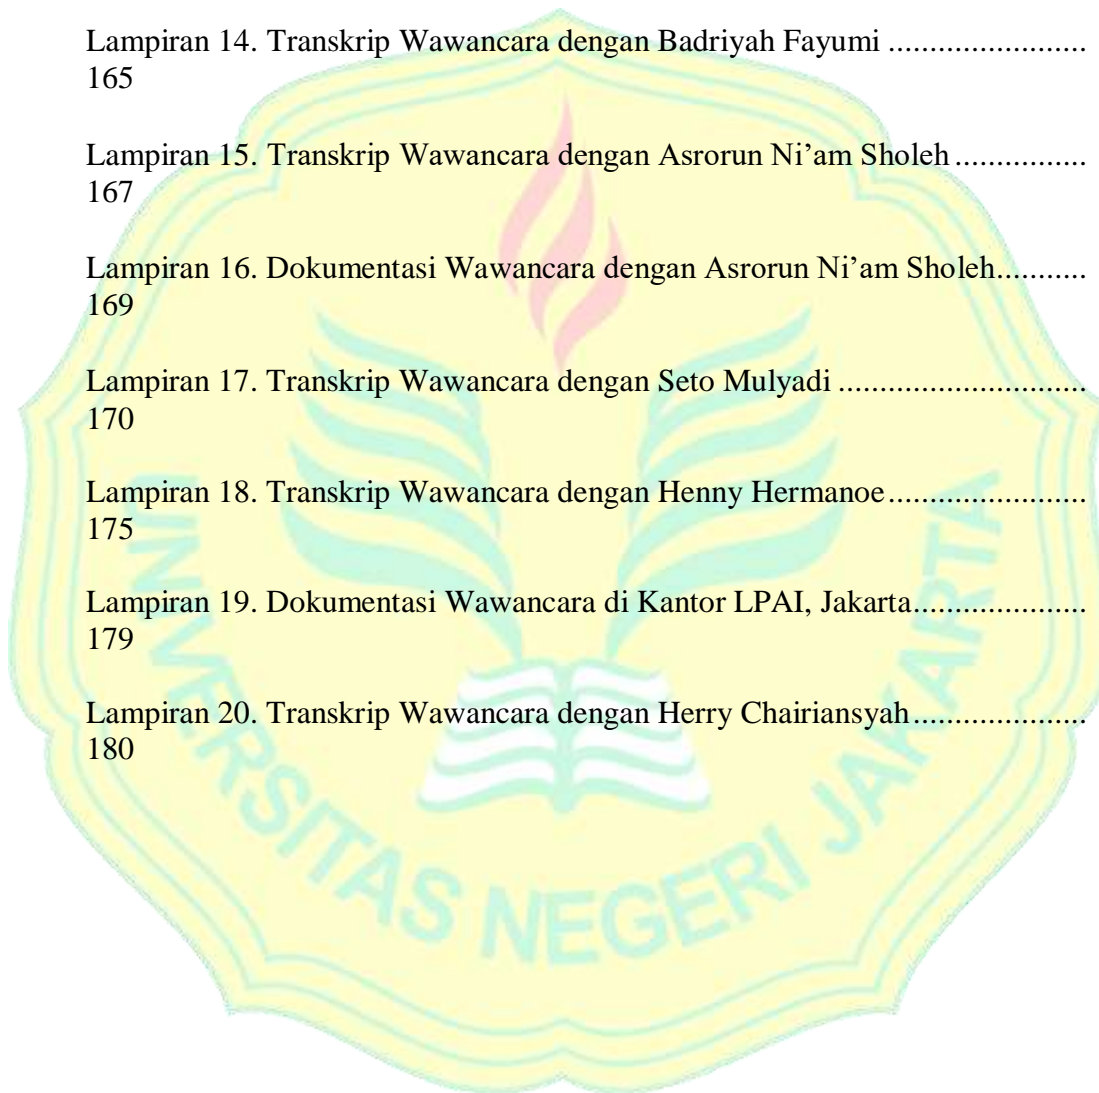 Lampiran 14. Transkrip Wawancara dengan Badriyah Fayumi ........................
165
Lampiran 15. Transkrip Wawancara dengan Asrorun Ni’am Sholeh ................
167
Lampiran 16. Dokumentasi Wawancara dengan Asrorun Ni’am Sholeh...........
169
Lampiran 17. Transkrip Wawancara dengan Seto Mulyadi ..............................
170
Lampiran 18. Transkrip Wawancara dengan Henny Hermanoe ........................
175
Lampiran 19. Dokumentasi Wawancara di Kantor LPAI, Jakarta.....................
179
Lampiran 20. Transkrip Wawancara dengan Herry Chairiansyah.....................
180
UNIVERSITAS NEGERI JAKARTA